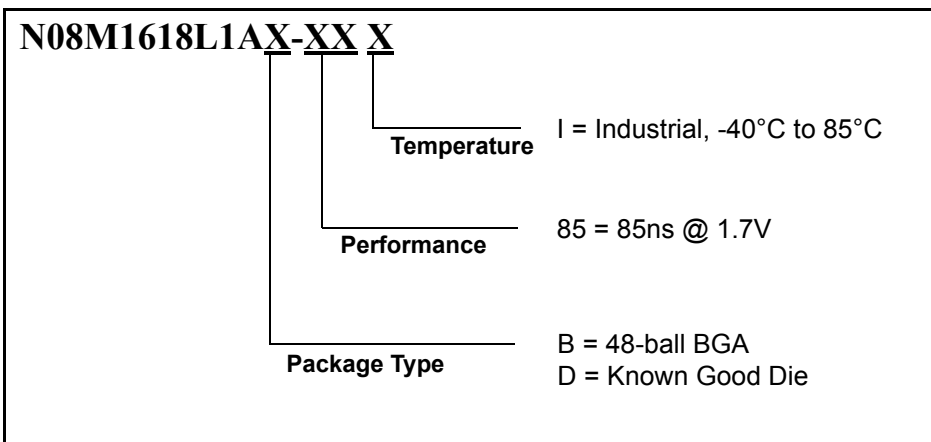 N08M1618L1AX-XX X
Temperature
I = Industrial, -40°C to 85°C
Performance
85 = 85ns @ 1.7V
Package Type
B = 48-ball BGA
D = Known Good Die